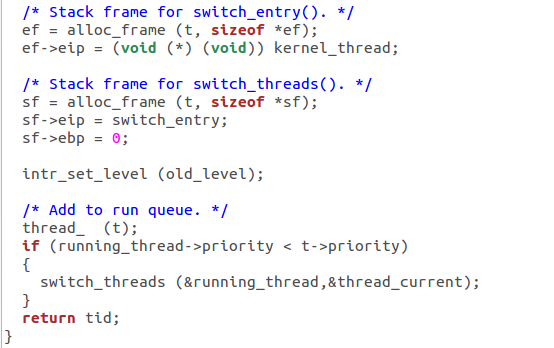 /* Stack frame for switch_entry(). */
ef = alloc_frame (t, sizeof *ef);
ef->eip = (void (*) (void)) kernel_thread;
/* Stack frame for switch_threads(). */
sf = alloc_frame (t, sizeof *sf);
sf->eip = switch_entry;
sf->ebp = 0;
intr_set_level (old_level);
/* Add to run queue. */
thread_  (t);
if (running_thread->priority < t->priority)
{
switch_threads (&running_thread,&thread_current);
}
return tid;
}